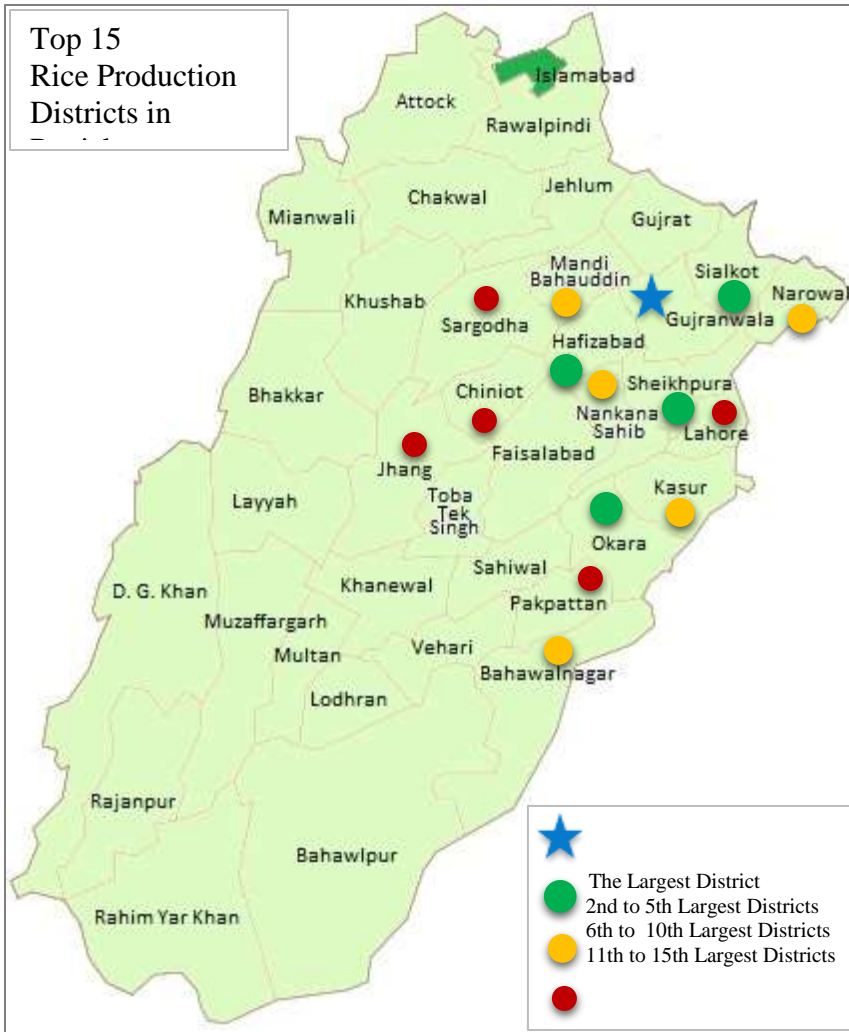 Top 15
Rice Production
Districts in
Islamabad
Attock
Rawalpindi
Jehlum
Chakwal
Mianwali
Gujrat
Mandi
Bahauddin
Sialkot
Narowal
Khushab
Sargodha
Gujranwala
Hafizabad
Sheikhpura
Bhakkar
Chiniot
Nankana
Sahib
Lahore
Faisalabad
Jhang
Kasur
Layyah
Toba
Tek
Singh
Okara
Sahiwal
Khanewal
D. G. Khan
Pakpattan
Muzaffargarh
Vehari
Multan
Bahawalnagar
Lodhran
Rajanpur
Bahawlpur
Rahim Yar Khan
The Largest District
2nd to 5th Largest Districts
6th to 10th Largest Districts
11th to 15th Largest Districts